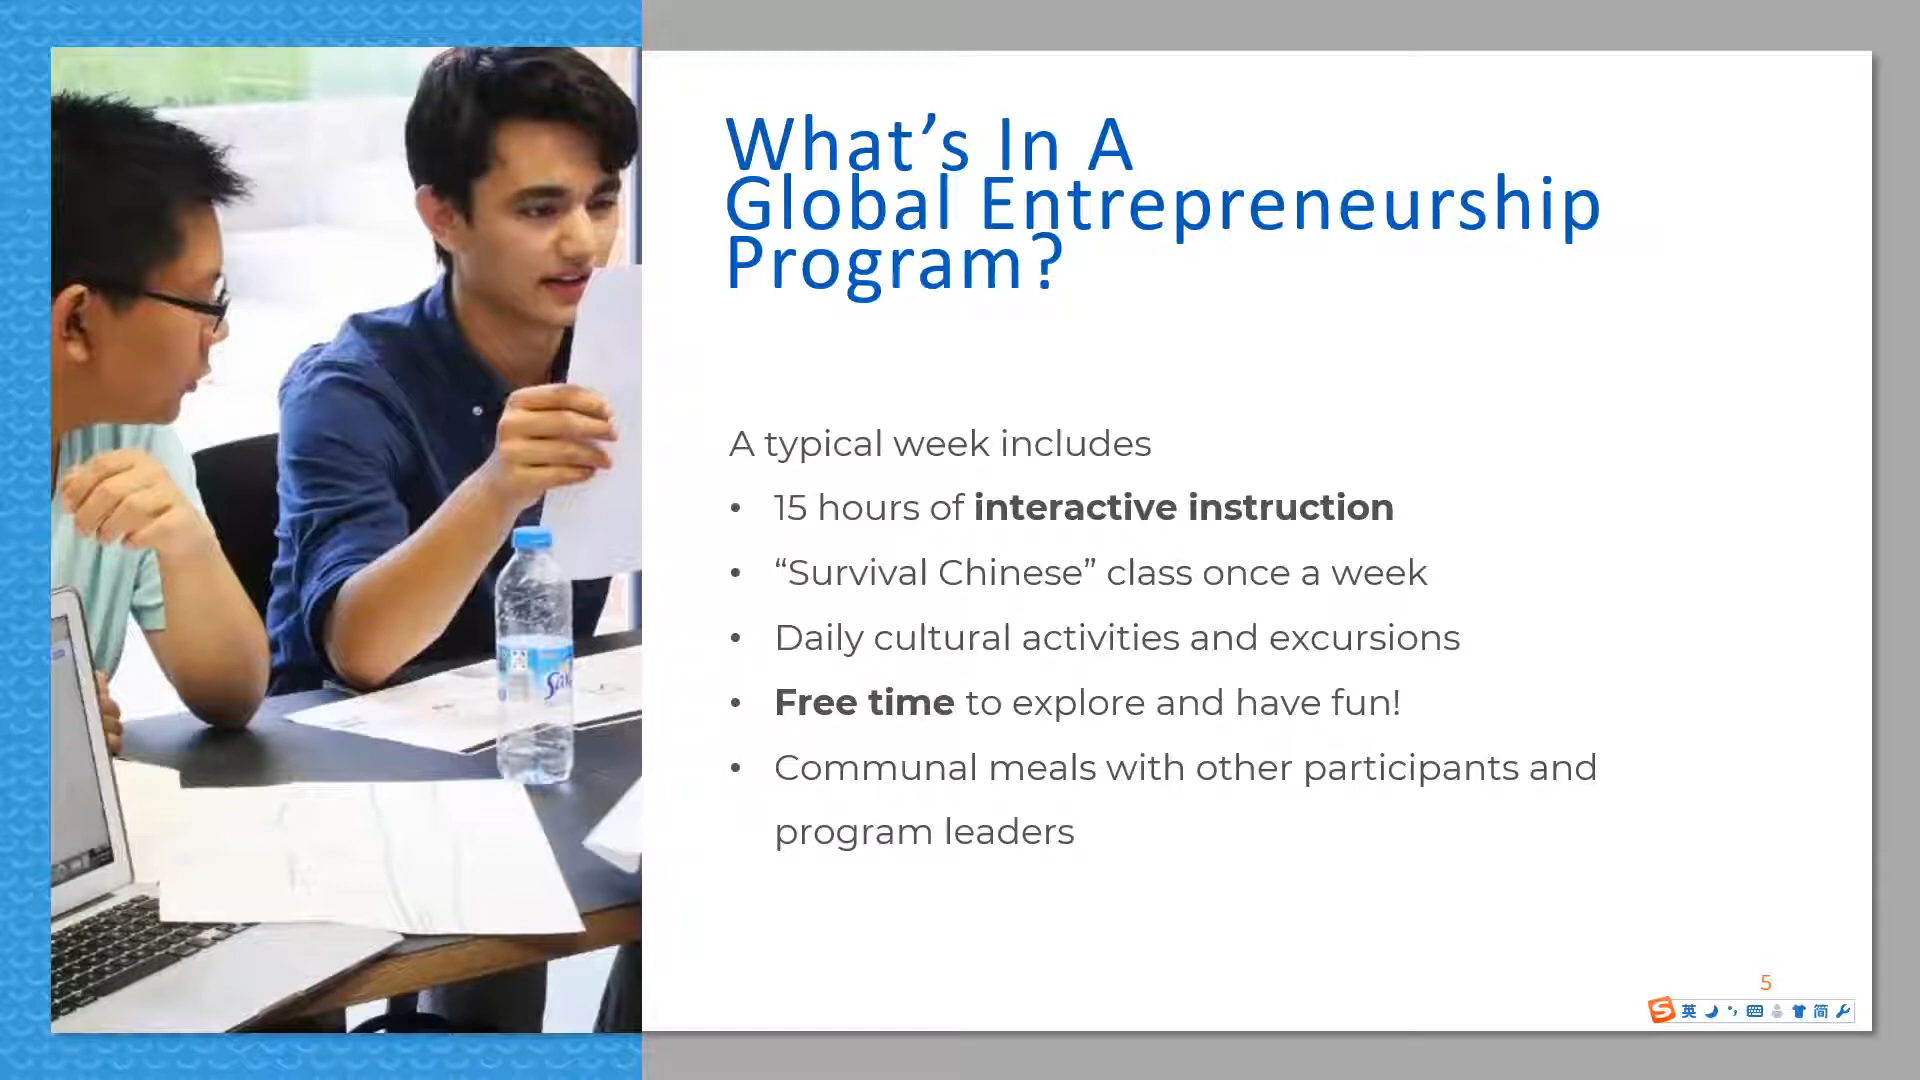 What’s In A
Global Entrepreneurship
Program?
A typical week includes
• 15 hours of interactive instruction
• “Survival Chinese” class once a week
• Daily cultural activities and excursions
• Free time to explore and have fun!
• Communal meals with other participants and
program leaders
5
S 英 简